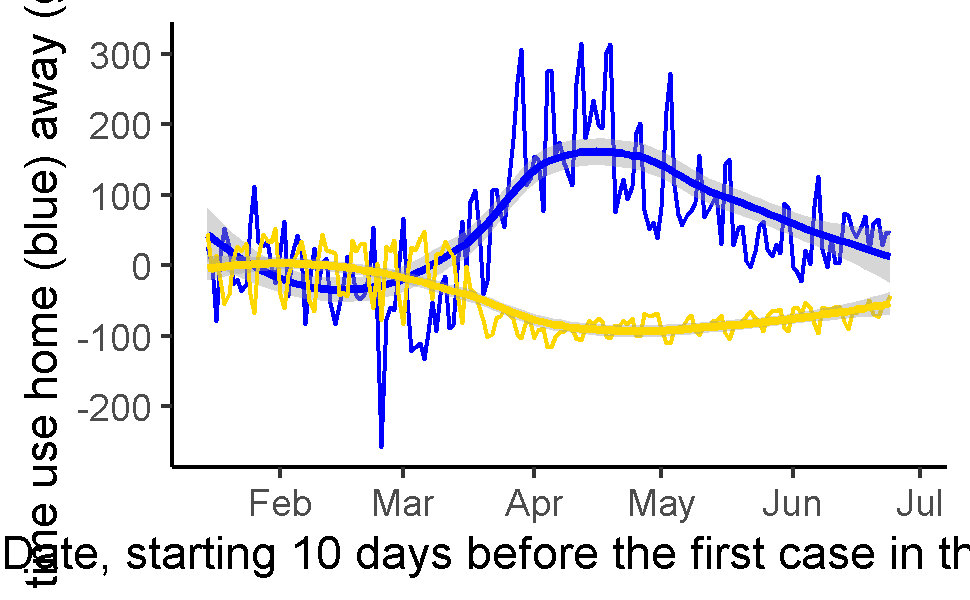 time use home (blue) away (
300
200
100
0
-100
-200
Feb Mar Apr May Jun Jul
Date, starting 10 days before the first case in th